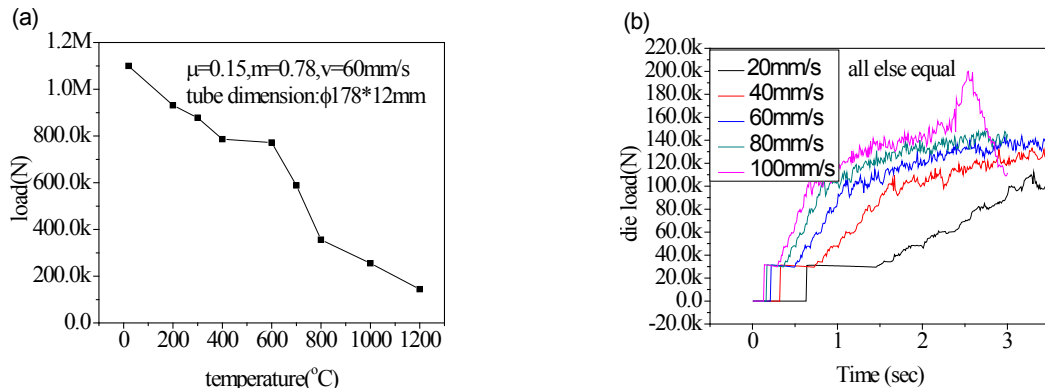 (a)
1.2M
1.0M
800.0k
600.0k
400.0k
200.0k
0.0
load(N)
μ=0.15,m=0.78,v=60mm/s
tube dimension:ϕ178*12mm
0 200 400 600 800 1000 1200
temperature(°C)
(b)
220.0k
200.0k
180.0k
160.0k
140.0k
120.0k
100.0k
80.0k
60.0k
40.0k
20.0k
0.0
-20.0k
die load(N)
20mm/s
40mm/s
60mm/s
80mm/s
100mm/s
all else equal
0 1 2 3
Time (sec)